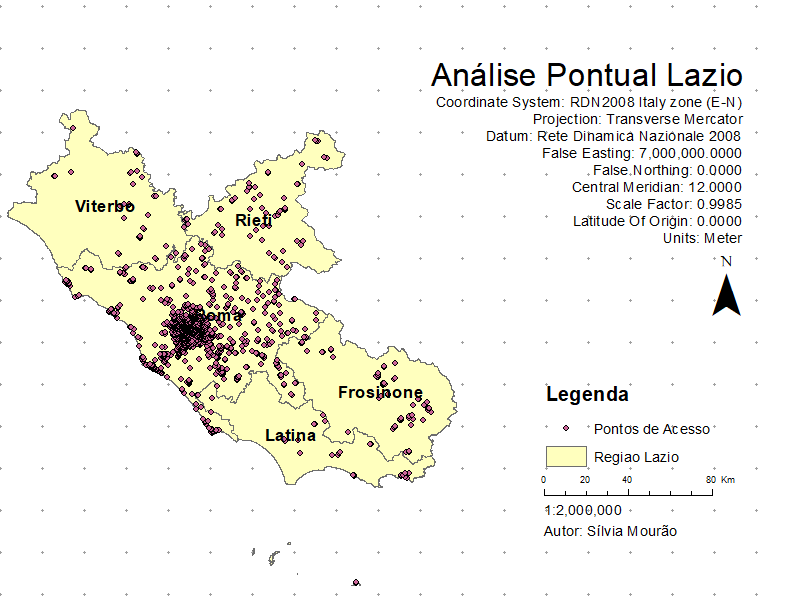 Análise Pontual Lazio
Coordinate System: RDN2008 Italy zone (E-N)
Projection: Transverse Mercator
Datum: Rete Dinamica Nazionale 2008
False Easting: 7,000,000.0000
False Northing: 0.0000
Central Meridian: 12.0000
Scale Factor: 0.9985
Latitude Of Origin: 0.0000
Units: Meter
N
Viterbo
Rieti
Roma
Frosinone
Latina
Legenda
Pontos de Acesso
Regiao Lazio
0 20 40 80 Km
1:2,000,000
Autor: Sílvia Mourão